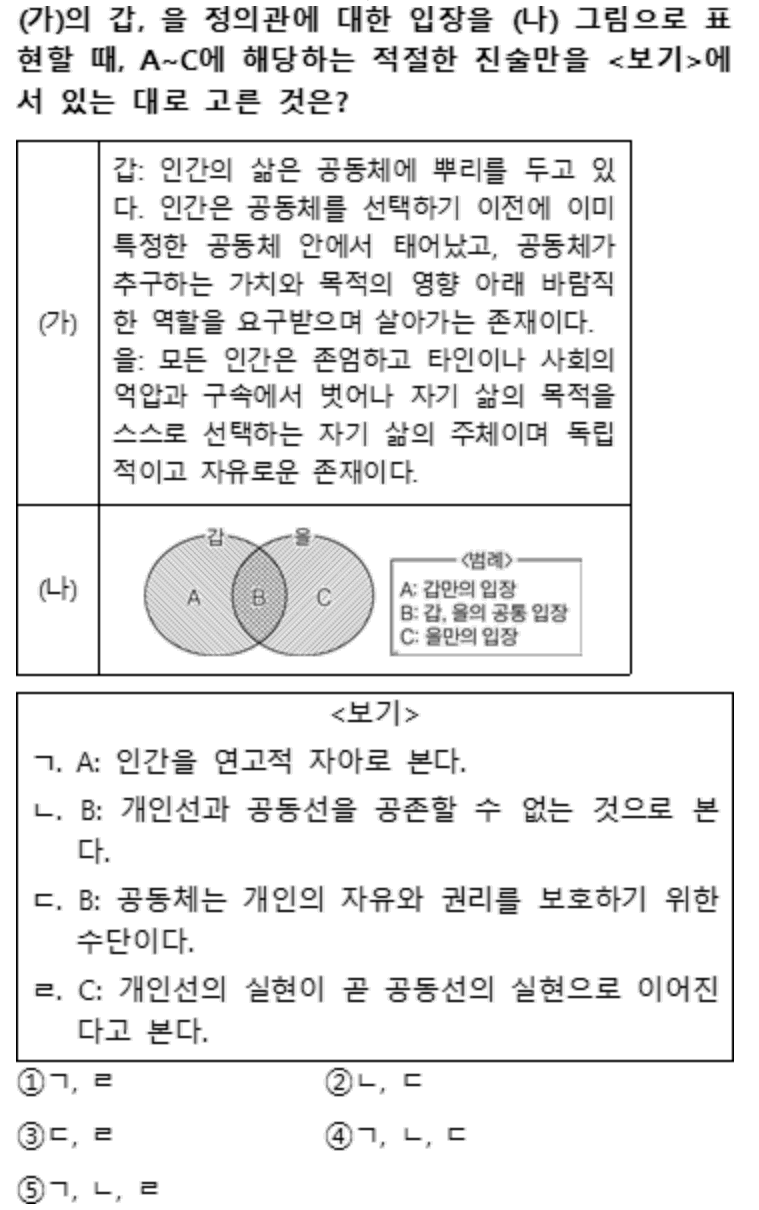 (가)의 갑, 을 정의관에 대한 입장을 (나) 그림으로 표
현할 때, A~C에 해당하는 적절한 진술만을 <보기>에
서 있는 대로 고른 것은?
(가)
갑: 인간의 삶은 공동체에 뿌리를 두고 있
다. 인간은 공동체를 선택하기 이전에 이미
특정한 공동체 안에서 태어났고, 공동체가
추구하는 가치와 목적의 영향 아래 바람직
한 역할을 요구받으며 살아가는 존재이다.
을: 모든 인간은 존엄하고 타인이나 사회의
억압과 구속에서 벗어나 자기 삶의 목적을
스스로 선택하는 자기 삶의 주체이며 독립
적이고 자유로운 존재이다.
(나)
갑 을
A B C
<범례>
A: 갑만의 입장
B: 갑, 을의 공통 입장
C: 을만의 입장
<보기>
ㄱ. A: 인간을 연고적 자아로 본다.
ㄴ. B: 개인선과 공동선을 공존할 수 없는 것으로 본
다.
ㄷ. B: 공동체는 개인의 자유와 권리를 보호하기 위한
수단이다.
ㄹ. C: 개인선의 실현이 곧 공동선의 실현으로 이어진
다고 본다.
①ㄱ, ㄹ ②ㄴ, ㄷ
③ㄷ, ㄹ ④ㄱ, ㄴ, ㄷ
⑤ㄱ, ㄴ, ㄹ